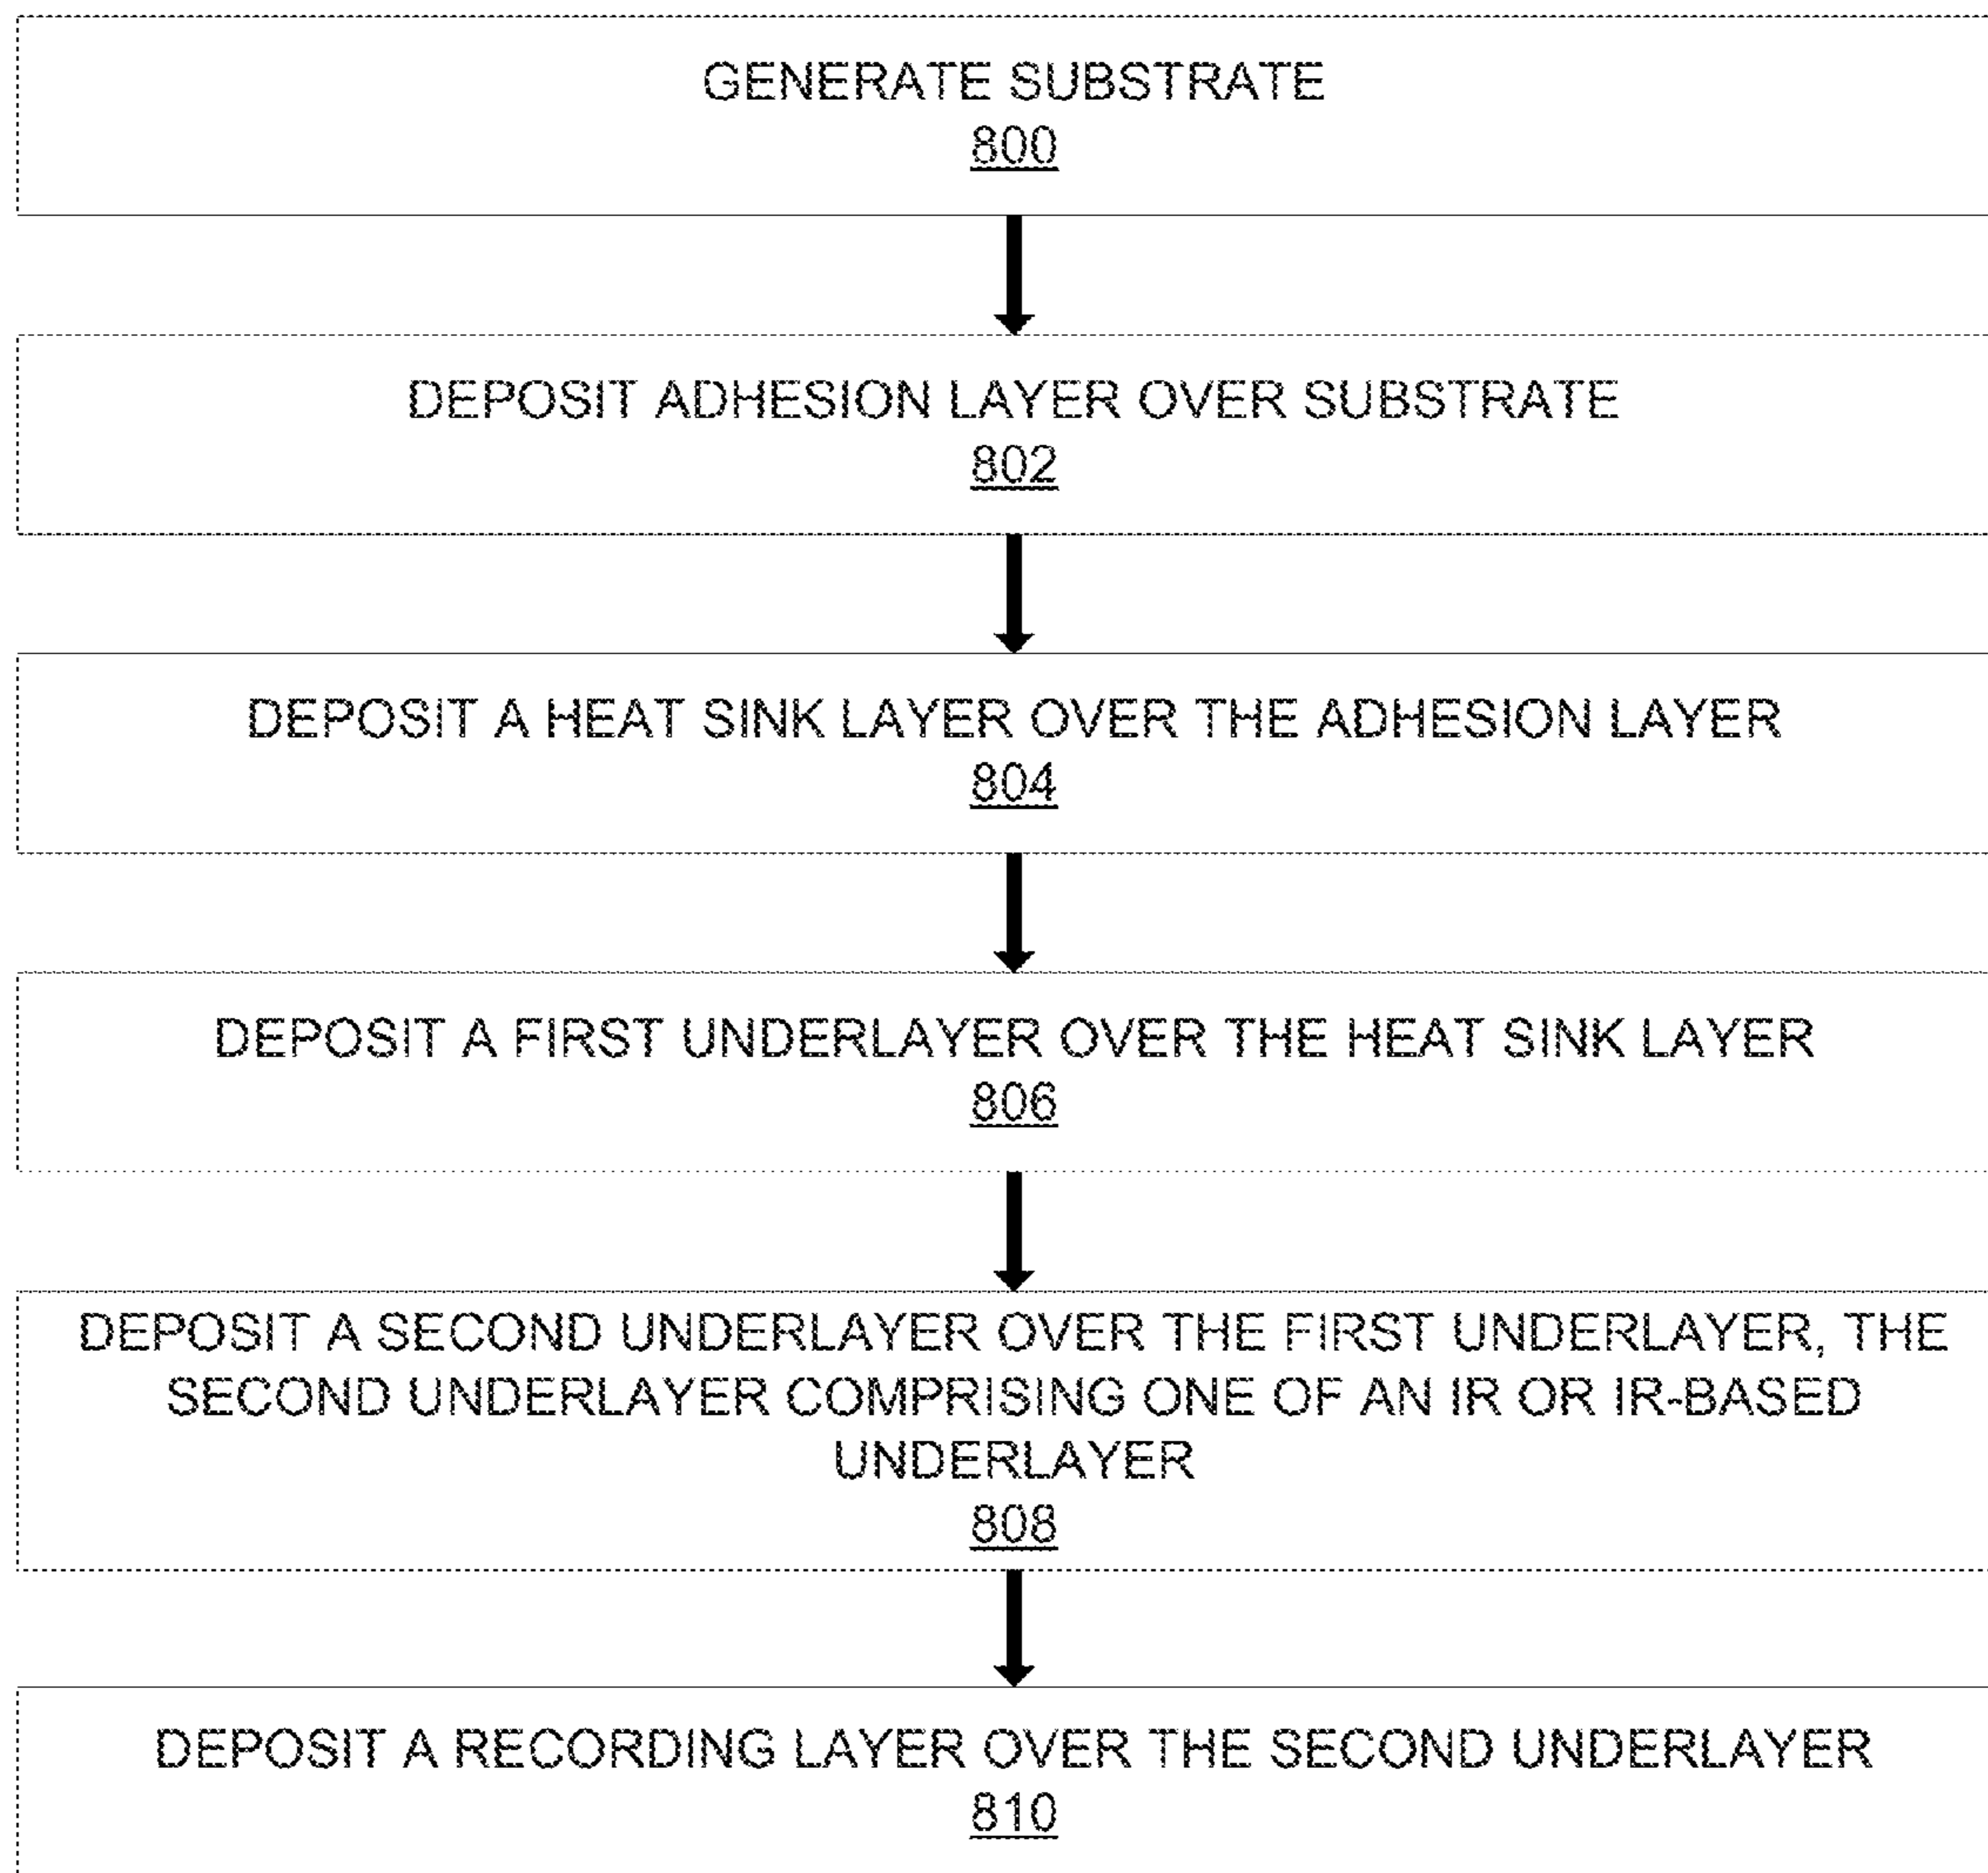 GENERATE SUBSTRATE
800
DEPOSIT ADHESION LAYER OVER SUBSTRATE
802
DEPOSIT A HEAT SINK LAYER OVER THE ADHESION LAYER
804
DEPOSIT A FIRST UNDERLAYER OVER THE HEAT SINK LAYER
806
DEPOSIT A SECOND UNDERLAYER OVER THE FIRST UNDERLAYER, THE
SECOND UNDERLAYER COMPRISING ONE OF AN IR OR IR-BASED
UNDERLAYER
808
DEPOSIT A RECORDING LAYER OVER THE SECOND UNDERLAYER
810